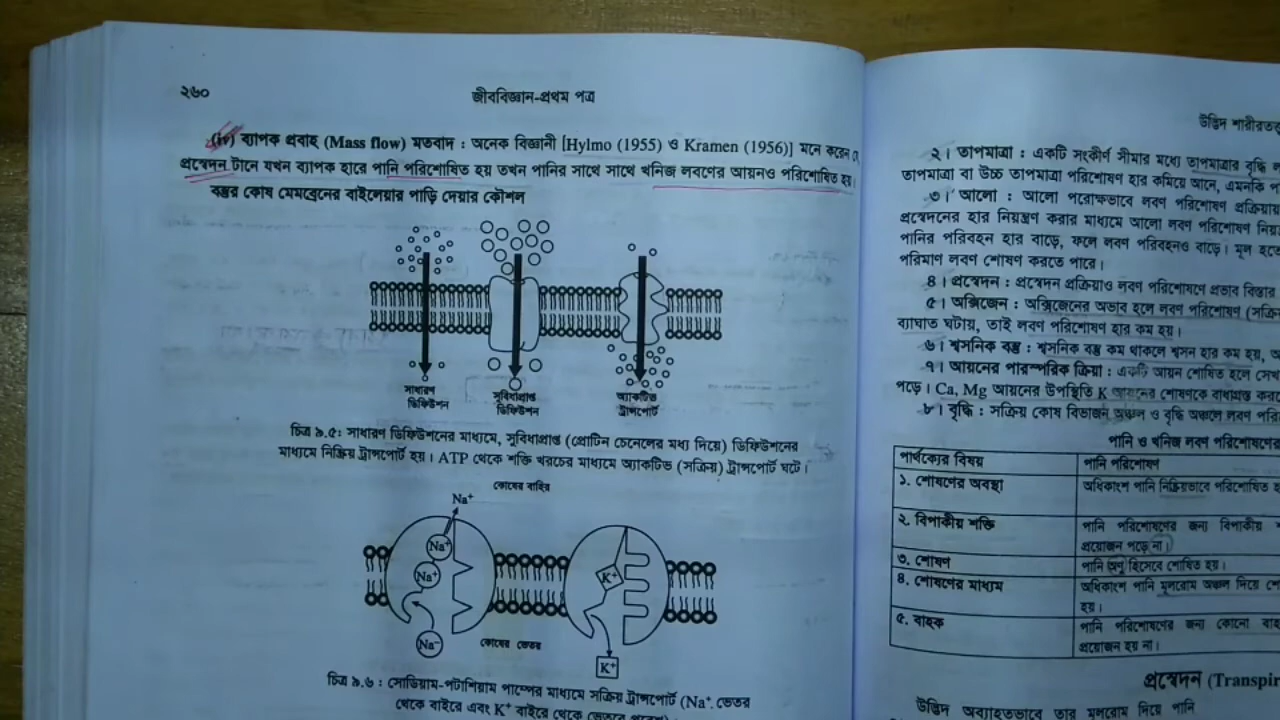 ২৬০
জীববিজ্ঞান-প্রথম পত্র
(iv) ব্যাপক প্রবাহ (Mass flow) মতবাদ : অনেক বিজ্ঞানী [Hylmo (1955) ও Kramen (1956)] মনে করেন
প্রস্বেদন টানে যখন ব্যাপক হারে পানি পরিশোষিত হয় তখন পানির সাথে সাথে খনিজ লবণের আয়নও পরিশোষিত হয়।
বস্তুর কোষ মেমব্রেনের বাইলেয়ার পাড়ি দেয়ার কৌশল
সাধারণ
ডিফিউশন
সুবিধাপ্রাপ্ত
ডিফিউশন
অ্যাকটিভ
ট্রান্সপোর্ট
চিত্র ৯.৫: সাধারণ ডিফিউশনের মাধ্যমে, সুবিধাপ্রাপ্ত (প্রোটিন চেনেলের মধ্য দিয়ে) ডিফিউশনের
মাধ্যমে নিষ্ক্রিয় ট্রান্সপোর্ট হয়। ATP থেকে শক্তি খরচের মাধ্যমে অ্যাকটিভ (সক্রিয়) ট্রান্সপোর্ট ঘটে।
কোষের বাহির
Na⁺
Na⁺
Na⁺
Na⁺
K⁺
K⁺
কোষের ভেতর
চিত্র ৯.৬ : সোডিয়াম-পটাশিয়াম পাম্পের মাধ্যমে সক্রিয় ট্রান্সপোর্ট (Na⁺ ভেতর
থেকে বাইরে এবং K⁺ বাইরে থেকে ভেতরে
উদ্ভিদ শারীরতত্ত্ব
২। তাপমাত্রা : একটি সংকীর্ণ সীমার মধ্যে তাপমাত্রার বৃদ্ধি
তাপমাত্রা বা উচ্চ তাপমাত্রা পরিশোষণ হার কমিয়ে আনে, এমনকি
৩। আলো : আলো পরোক্ষভাবে লবণ পরিশোষণ প্রক্রিয়ায়
প্রস্বেদনের হার নিয়ন্ত্রণ করার মাধ্যমে আলো লবণ পরিশোষণ
পানির পরিবহন হার বাড়ে, ফলে লবণ পরিবহনও বাড়ে। মূল হতে
পরিমাণ লবণ শোষণ করতে পারে।
৪। প্রস্বেদন : প্রস্বেদন প্রক্রিয়াও লবণ পরিশোষণে প্রভাব বিস্তার
৫। অক্সিজেন : অক্সিজেনের অভাব হলে লবণ পরিশোষণ
ব্যাঘাত ঘটায়, তাই লবণ পরিশোষণ হার কম হয়।
৬। শ্বসনিক বস্তু : শ্বসনিক বস্তু কম থাকলে শ্বসন হার কম হয়,
৭। আয়নের পারস্পরিক ক্রিয়া : একটি আয়ন শোষিত হলে
পড়ে। Ca, Mg আয়নের উপস্থিতি K আয়নের শোষণকে বাধাগ্রস্ত
৮। বৃদ্ধি : সক্রিয় কোষ বিভাজন অঞ্চল ও বৃদ্ধি অঞ্চলে লবণ
পানি ও খনিজ লবণ পরিশোষণের
পার্থক্যের বিষয়
পানি পরিশোষণ
১. শোষণের অবস্থা
অধিকাংশ পানি নিষ্ক্রিয়ভাবে পরিশোষিত
২. বিপাকীয় শক্তি
পানি পরিশোষণের জন্য বিপাকীয়
প্রয়োজন পড়ে না।
৩. শোষণ
পানি অণু হিসেবে শোষিত হয়।
৪. শোষণের মাধ্যম
অধিকাংশ পানি মূলরোম অঞ্চল দিয়ে
হয়।
৫. বাহক
পানি পরিশোষণের জন্য কোনো
প্রয়োজন হয় না।
প্রস্বেদন (Transpir
উদ্ভিদ অব্যাহতভাবে তার মূলরোম দিয়ে পানি